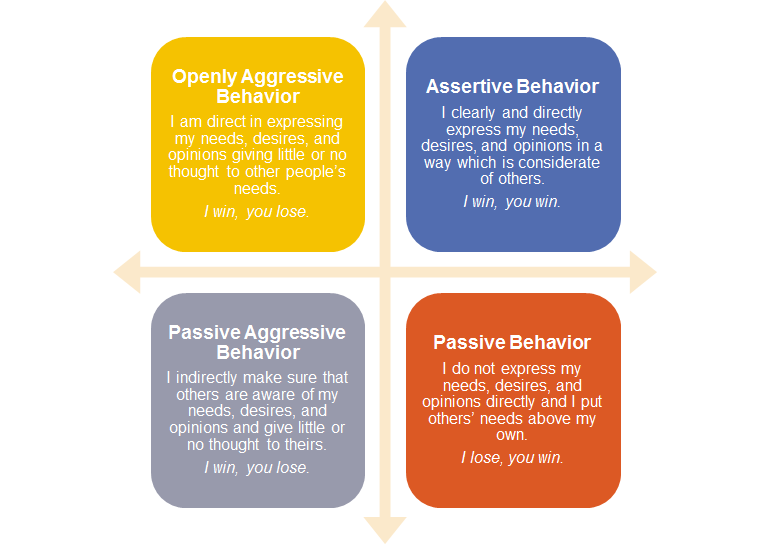 Openly Aggressive
Behavior
I am direct in expressing
my needs, desires, and
opinions giving little or no
thought to other people's
needs.
I win, you lose.
Assertive Behavior
I clearly and directly
express my needs,
desires, and opinions in a
way which is considerate
of others.
I win, you win.
Passive Aggressive
Behavior
I indirectly make sure that
others are aware of my
needs, desires, and
opinions and give little or
no thought to theirs.
I win, you lose.
Passive Behavior
I do not express my
needs, desires, and
opinions directly and I put
others' needs above my
own.
I lose, you win.